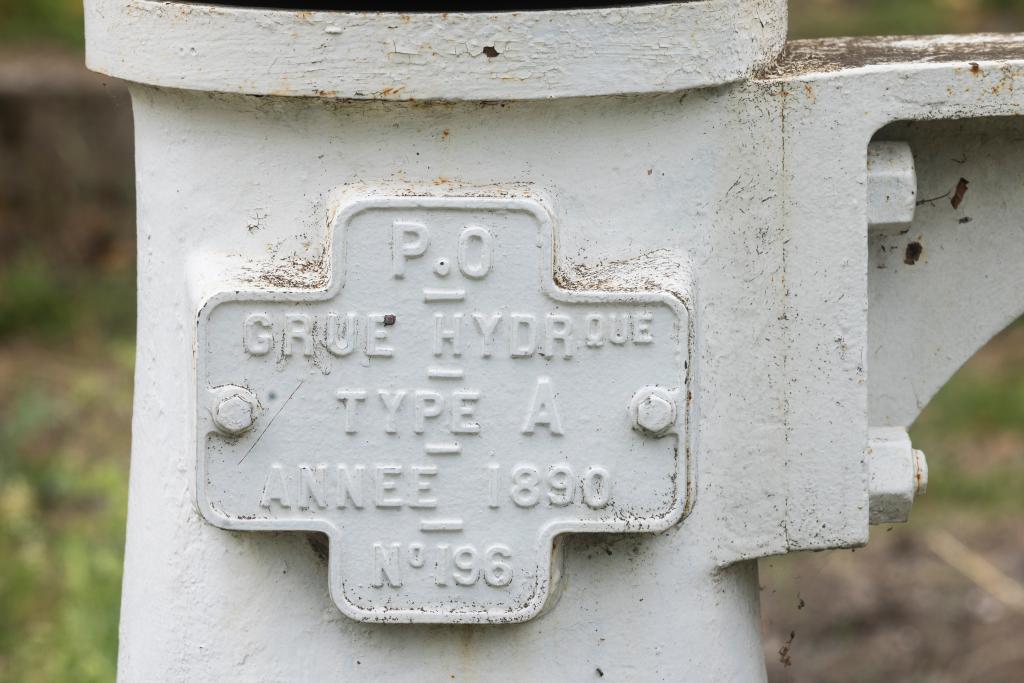 P.O
GRUE HYDRQUE
TYPE A
ANNEE 1890
Nº 196